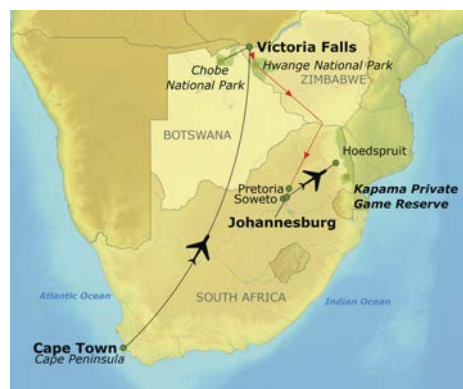 Victoria Falls
Chobe
National Park
Hwange National Park
ZIMBABWE
BOTSWANA
Hoedspruit
Pretoria
Soweto
Kapama Private
Game Reserve
Johannesburg
SOUTH AFRICA
Atlantic Ocean
Indian Ocean
Cape Town
Cape Peninsula